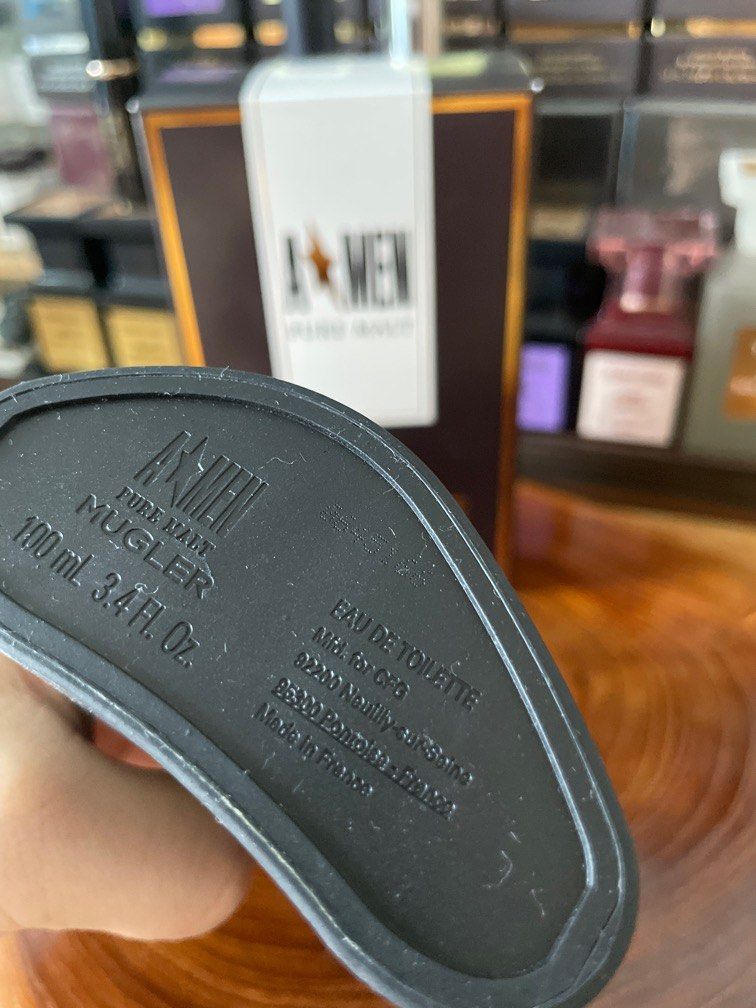 A★MEN
PURE MALT
A★MEN
PURE MALT
MUGLER
100 mL 3.4 Fl. Oz.
EAU DE TOILETTE
Mfd. for CFG
92200 Neuilly-sur-Seine
95300 Pontoise - France
Made in France